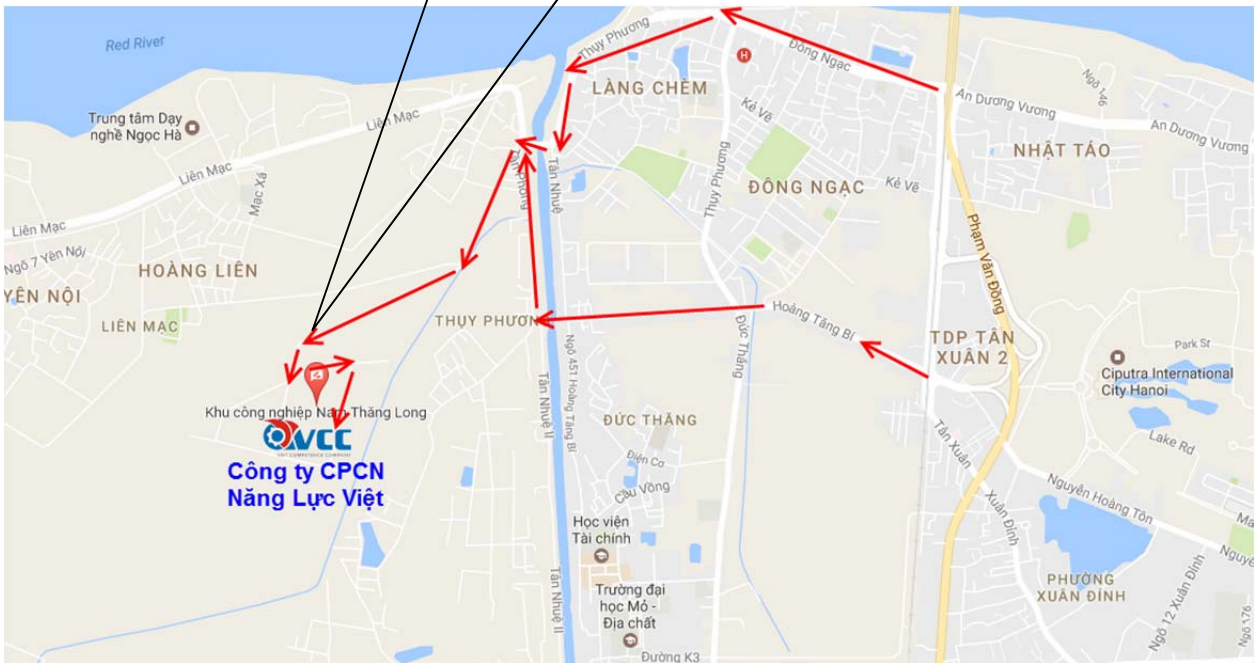 Red River
Thụy Phương
Đông Ngạc
H
LÀNG CHÈM
An Dương Vương
Ngõ 146
An Dương Vương
Trung tâm Dạy
nghề Ngọc Hà
Liên Mạc
Kẻ Vẽ
NHẬT TẢO
Liên Mạc
Mạc Xá
Tân Phong
Tân Nhuệ
Thụy Phương
ĐÔNG NGẠC
Kẻ Vẽ
Liên Mạc
Ngõ 7 Yên Nội
HOÀNG LIÊN
Phạm Văn Đồng
YÊN NỘI
LIÊN MẠC
THỤY PHƯƠN
Hoàng Tăng Bí
Đức Thắng
TDP TÂN
XUÂN 2
Park St
Ciputra International
City Hanoi
Khu công nghiệp Nam Thăng Long
VCC
VIET COMPETENCE COMPANY
Công ty CPCN
Năng Lực Việt
Tân Nhuệ II
Ngõ 451 Hoàng Tăng Bí
ĐỨC THẮNG
Điện Cơ
Cầu Vồng
Tân Xuân
Lake Rd
Nguyễn Hoàng Tôn
Xuân Đỉnh
Học viện
Tài chính
Tân Nhuệ II
Trường đại
học Mỏ -
Địa chất
PHƯỜNG
XUÂN ĐỈNH
Ngõ 12 Xuân Đỉnh
Đường K3